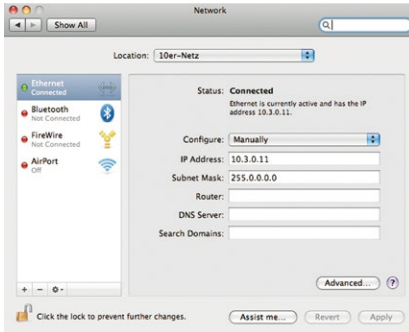 Network
Show All
Location: 10er-Netz
Ethernet
Connected
Bluetooth
Not Connected
FireWire
Not Connected
AirPort
Off
Status: Connected
Ethernet is currently active and has the IP
address 10.3.0.11.
Configure: Manually
IP Address: 10.3.0.11
Subnet Mask: 255.0.0.0
Router:
DNS Server:
Search Domains:
Advanced... ?
Click the lock to prevent further changes.
Assist me... Revert Apply